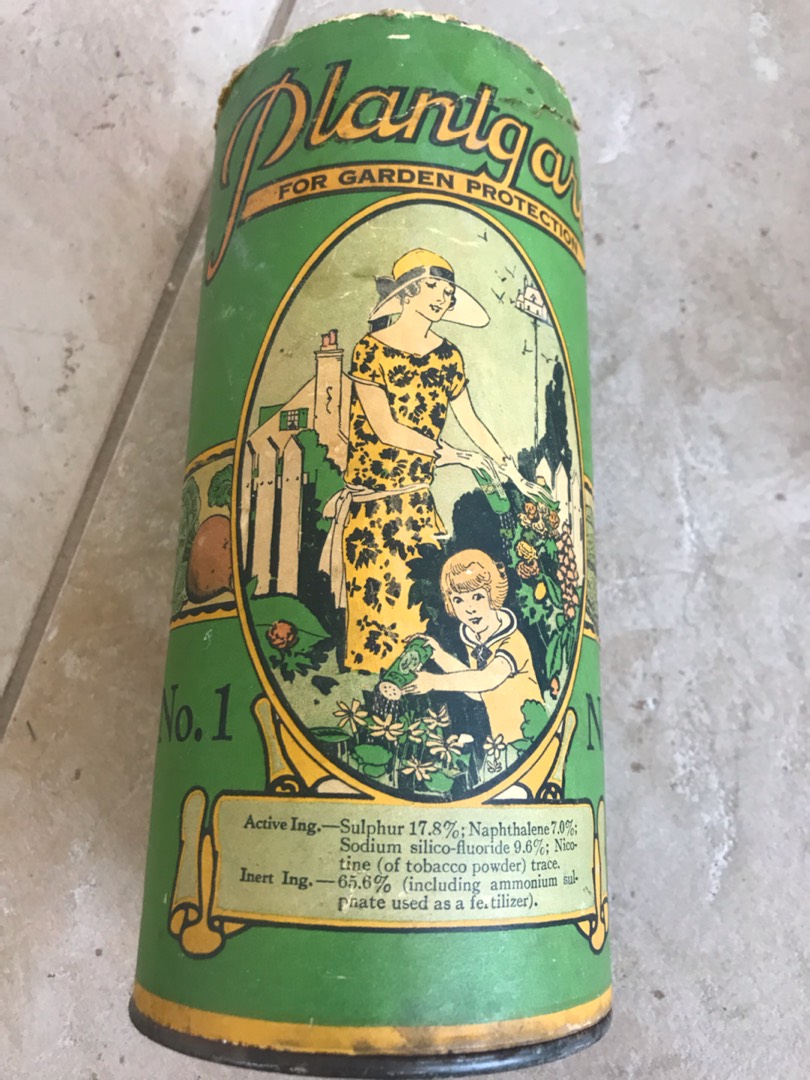 Plantgar
FOR GARDEN PROTECTION
No. 1
N
Active Ing.—Sulphur 17.8%; Naphthalene 7.0%;
Sodium silico-fluoride 9.6%; Nico-
tine (of tobacco powder) trace.
Inert Ing.—65.6% (including ammonium sul-
phate used as a fertilizer).